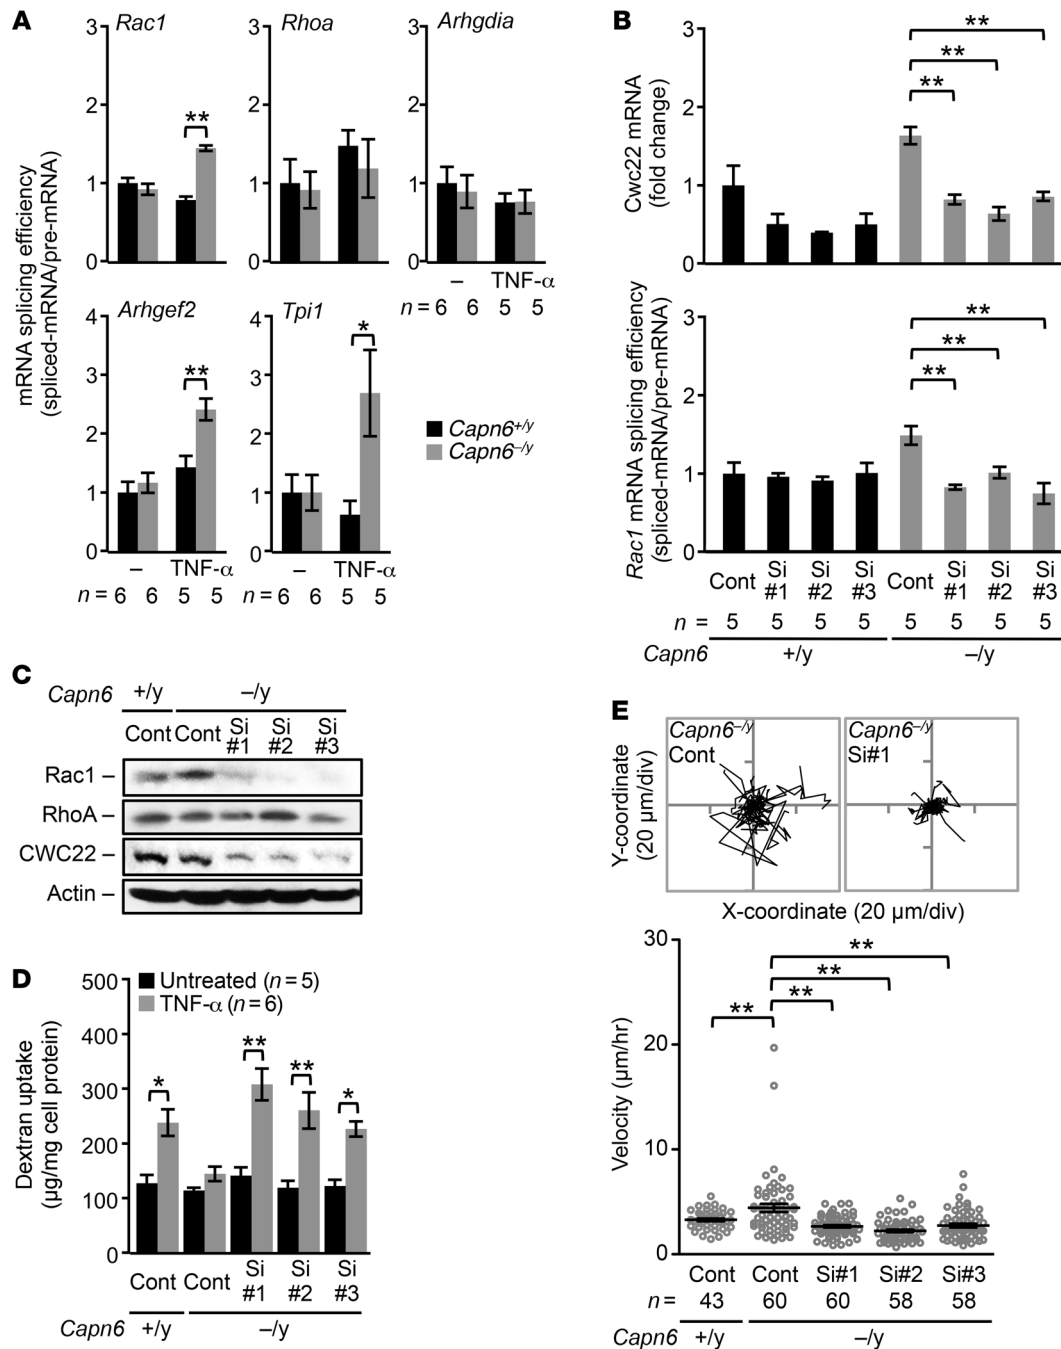 A
mRNA splicing efficiency
(spliced-mRNA/pre-mRNA)
Rac1
3
2
1
0
**
Rhoa
3
2
1
0
Arhgdia
3
2
1
0
– TNF-α
n = 6 6 5 5
Arhgef2
4
3
2
1
0
**
– TNF-α
n = 6 6 5 5
Tpi1
4
3
2
1
0
*
– TNF-α
n = 6 6 5 5
Capn6+/y
Capn6–/y
B
Cwc22 mRNA
(fold change)
3
2
1
0
**
**
**
Rac1 mRNA splicing efficiency
(spliced-mRNA/pre-mRNA)
3
2
1
0
**
**
**
Cont Si #1 Si #2 Si #3 Cont Si #1 Si #2 Si #3
n = 5 5 5 5 5 5 5 5
Capn6 +/y –/y
C
Capn6 +/y –/y
Cont Cont Si #1 Si #2 Si #3
Rac1 –
RhoA –
CWC22 –
Actin –
D
Dextran uptake
(µg/mg cell protein)
500
400
300
200
100
0
Untreated (n = 5)
TNF-α (n = 6)
*
**
**
*
Cont Cont Si #1 Si #2 Si #3
Capn6 +/y –/y
E
Y-coordinate
(20 µm/div)
Capn6–/y
Cont
Capn6–/y
Si#1
X-coordinate (20 µm/div)
Velocity (µm/hr)
30
20
10
0
**
**
**
**
Cont Cont Si#1 Si#2 Si#3
n = 43 60 60 58 58
Capn6 +/y –/y